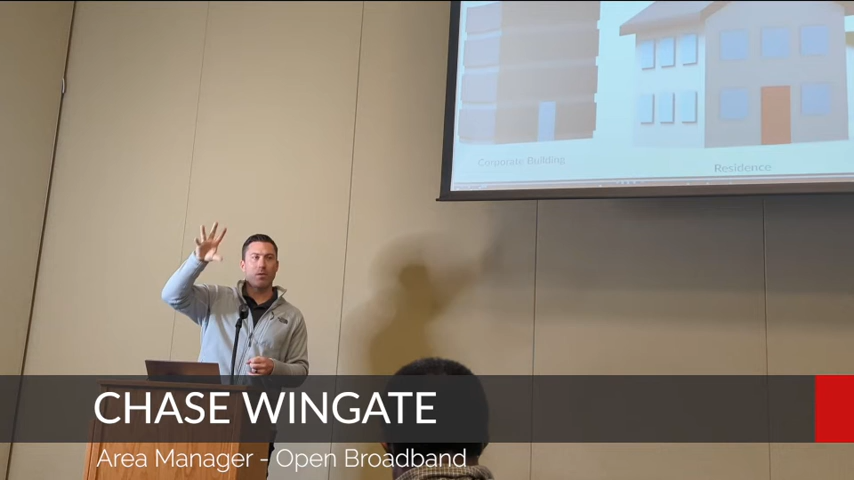 Corporate Building
Residence
CHASE WINGATE
Area Manager - Open Broadband